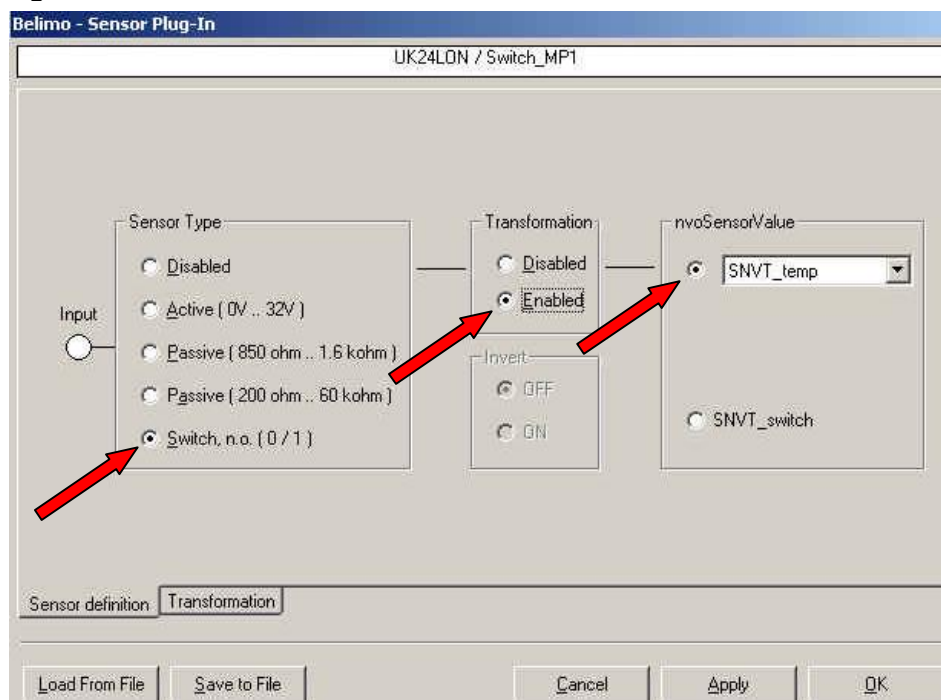 Belimo - Sensor Plug-In
UK24LON / Switch_MP1
Sensor Type
Disabled
Active ( 0V .. 32V )
Passive ( 850 ohm .. 1.6 kohm )
Passive ( 200 ohm .. 60 kohm )
Switch, n.o. ( 0 / 1 )
Input
Transformation
Disabled
Enabled
Invert
OFF
ON
nvoSensorValue
SNVT_temp
SNVT_switch
Sensor definition
Transformation
Load From File
Save to File
Cancel
Apply
OK